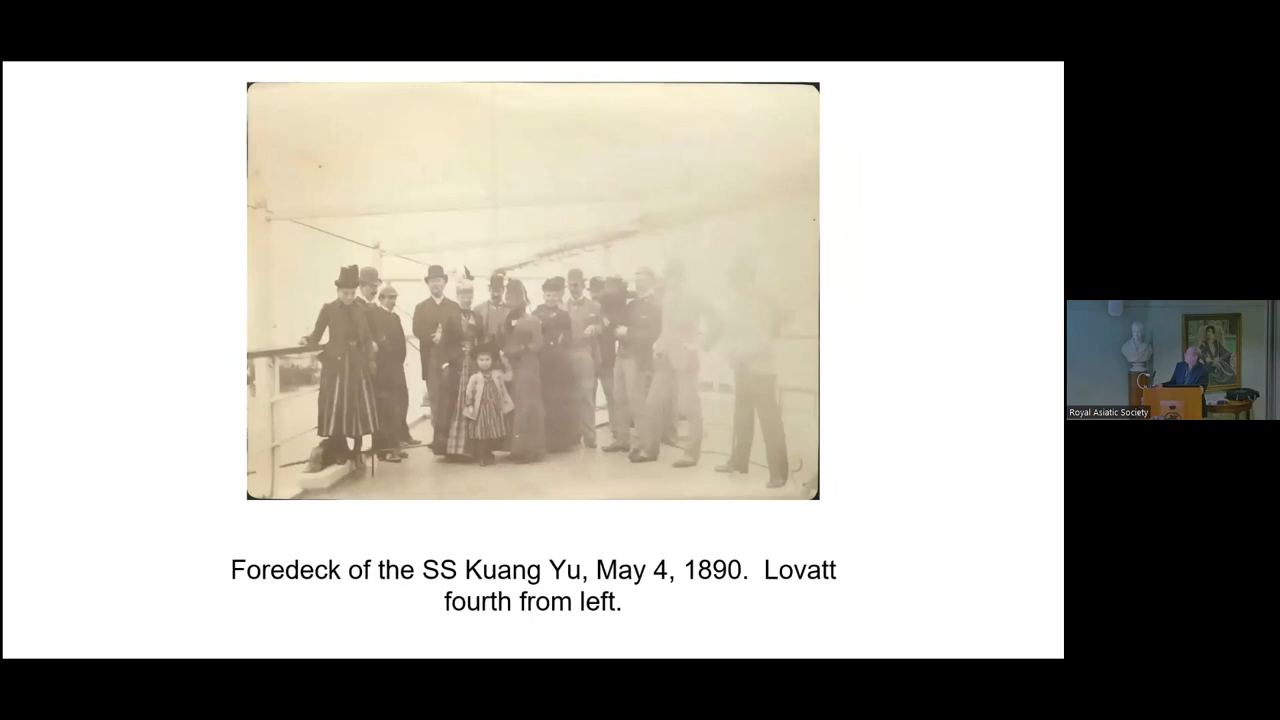 Foredeck of the SS Kuang Yu, May 4, 1890.  Lovatt
fourth from left.
Royal Asiatic Society